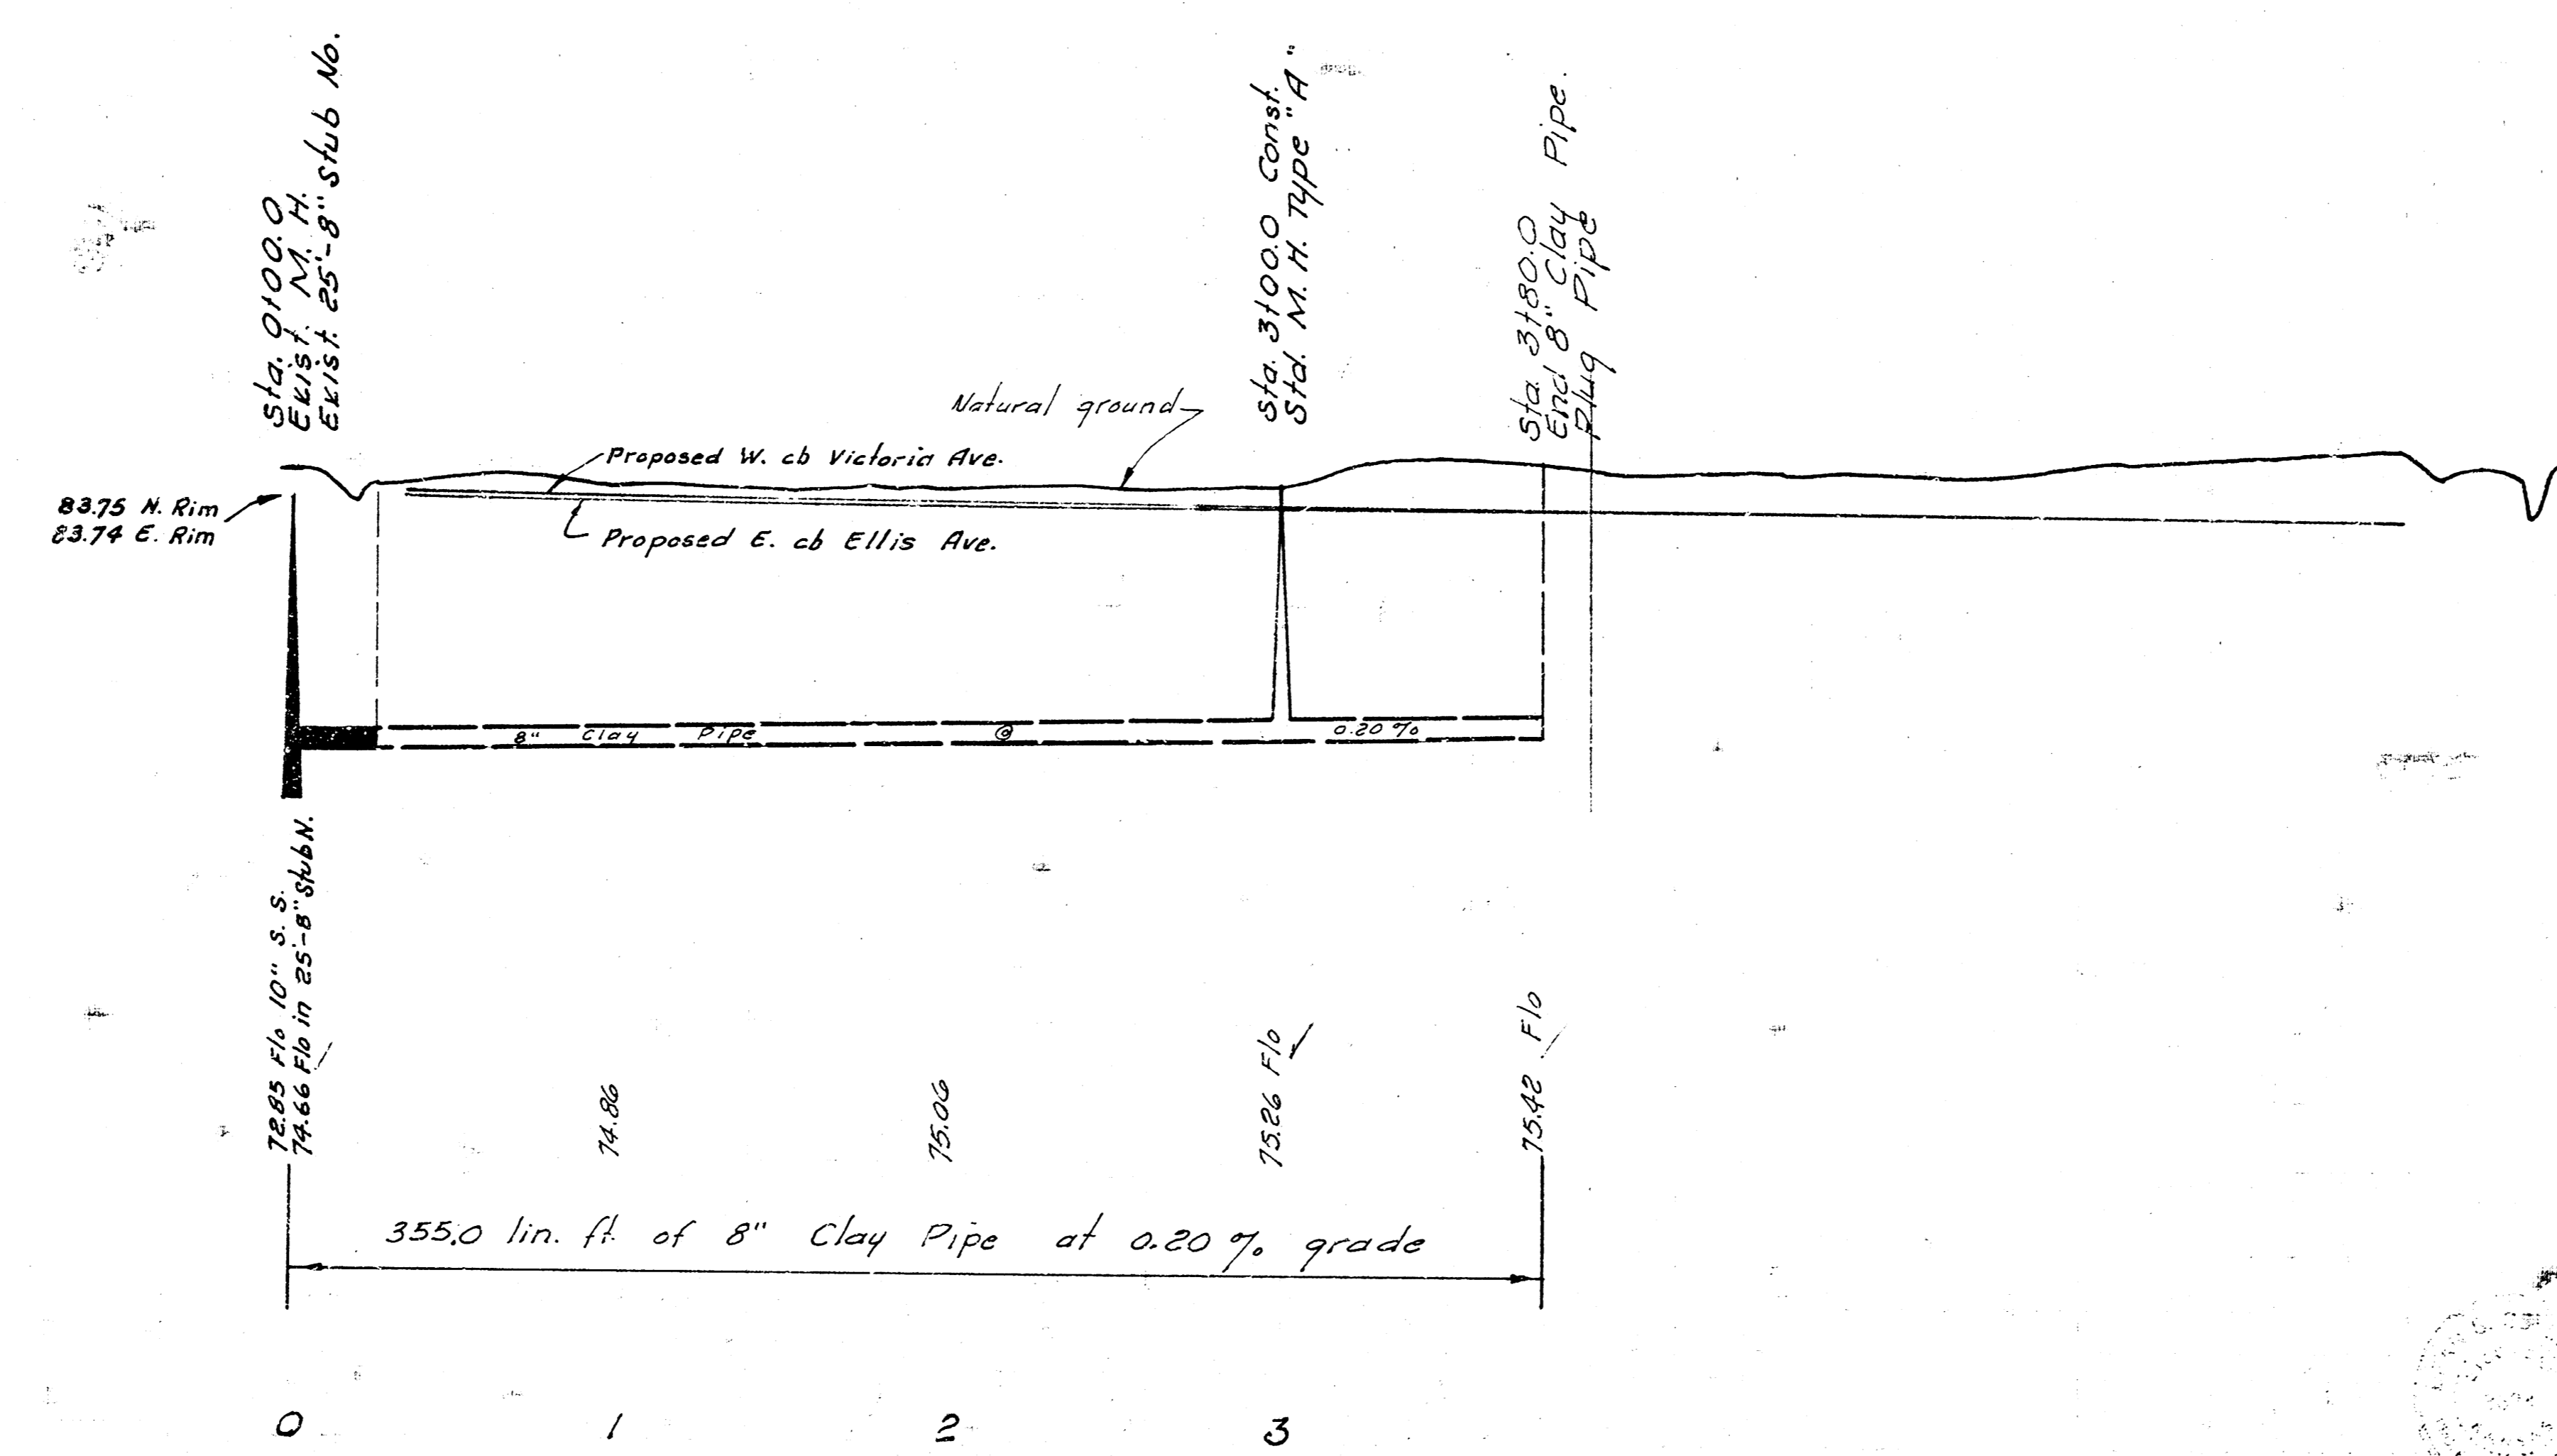 Sta. 0+00.0
Exist. M. H.
Exist. 25'-8" Stub No.
Sta. 3+00.0 Const.
Std. M. H. Type "A"
Sta 3+80.0
End 8" Clay Pipe.
Plug Pipe
Natural ground
Proposed W. cb Victoria Ave.
83.75 N. Rim
83.74 E. Rim
Proposed E. cb Ellis Ave.
8" Clay Pipe @ 0.20 %
72.85 Flo 10" S. S.
74.66 Flo in 25'-8" Stub N.
74.86
75.06
75.26 Flo
75.42 Flo
355.0 lin. ft. of 8" Clay Pipe at 0.20 % grade
0 1 2 3